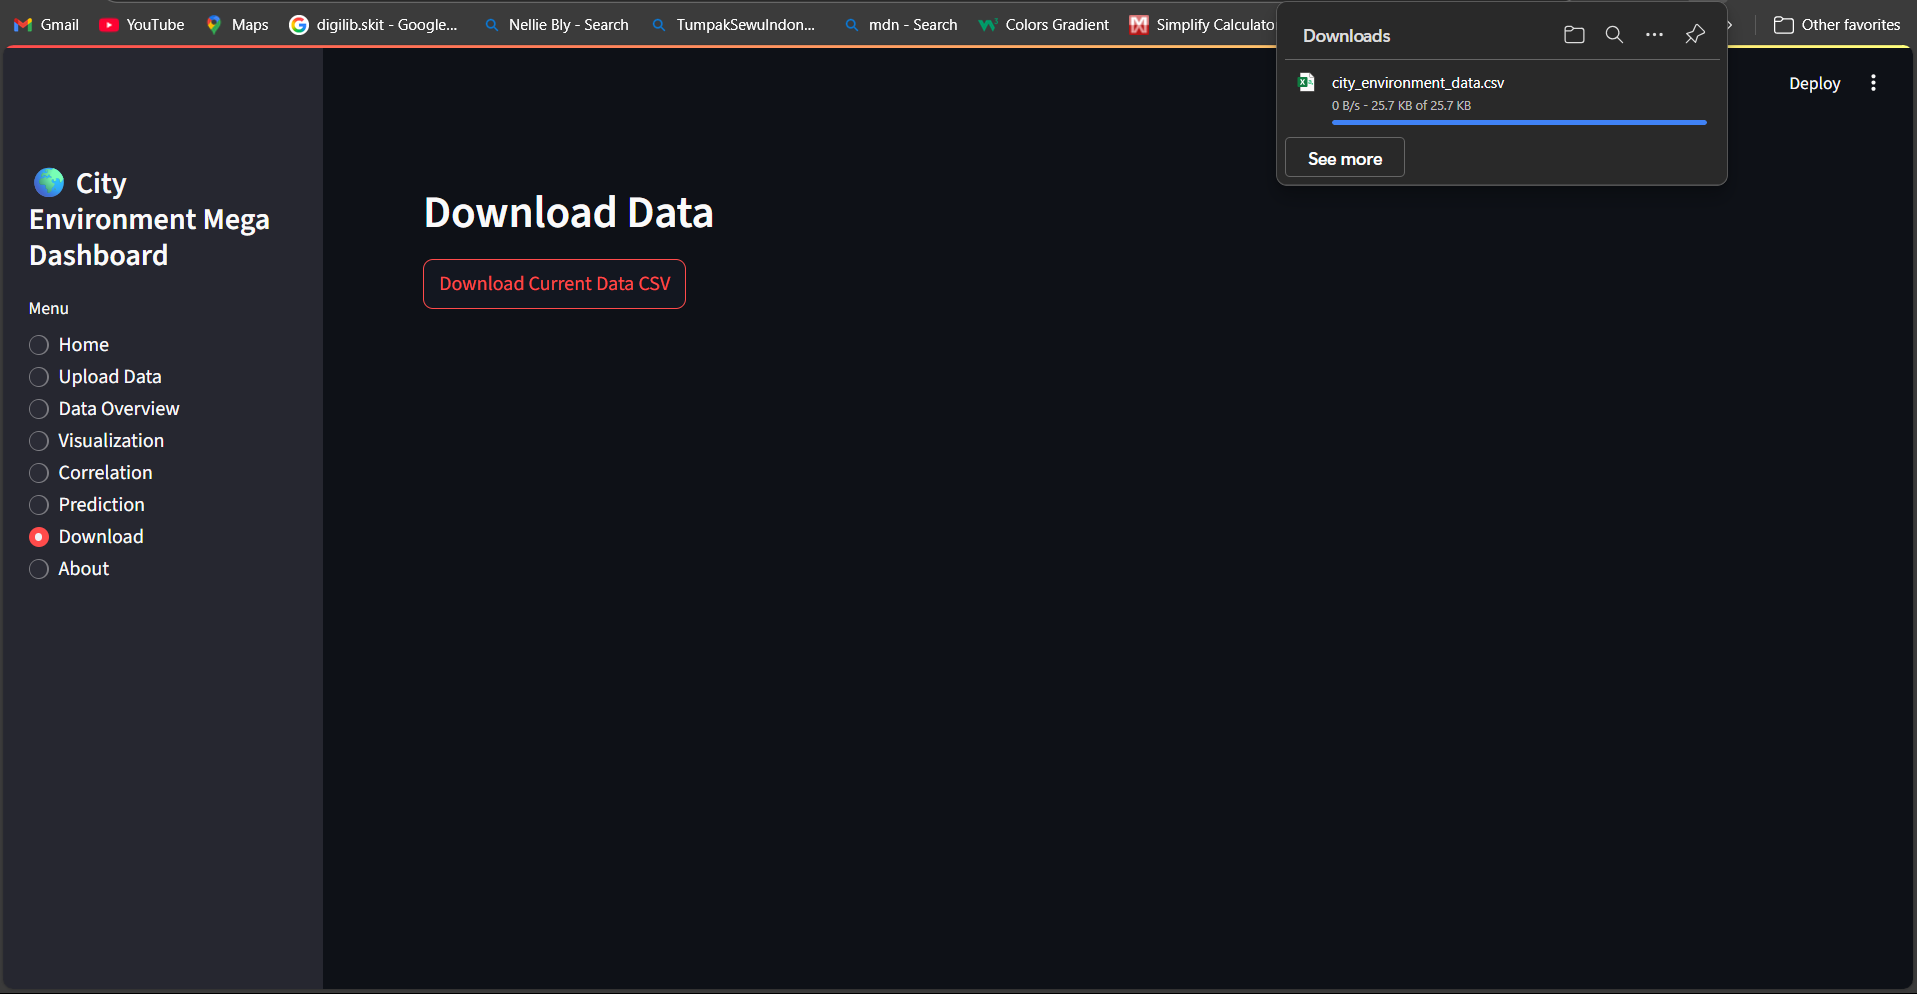 Gmail
YouTube
Maps
digilib.skit - Google...
Nellie Bly - Search
TumpakSewuIndon...
mdn - Search
Colors Gradient
Simplify Calculato
Other favorites
Downloads
city_environment_data.csv
0 B/s - 25.7 KB of 25.7 KB
See more
Deploy
City
Environment Mega
Dashboard
Menu
Home
Upload Data
Data Overview
Visualization
Correlation
Prediction
Download
About
Download Data
Download Current Data CSV